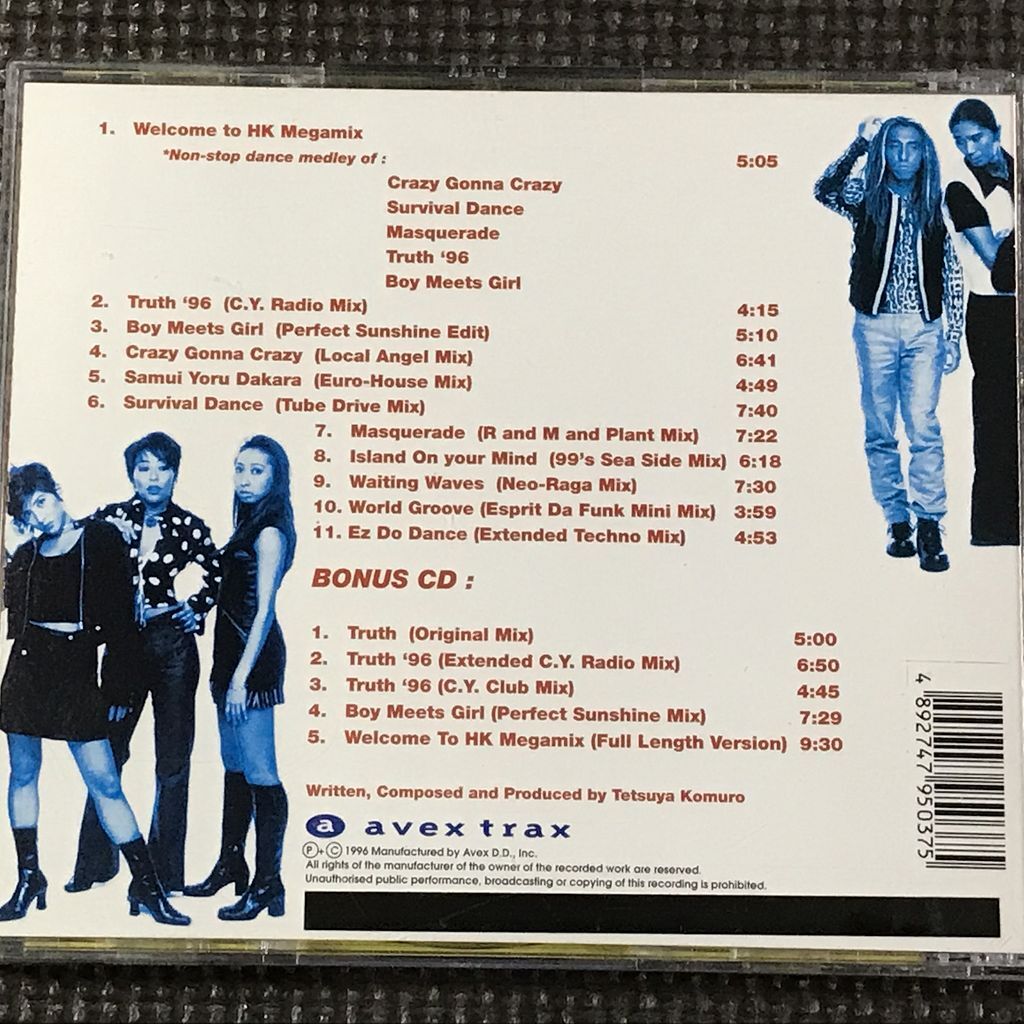 1. Welcome to HK Megamix
*Non-stop dance medley of : 5:05
Crazy Gonna Crazy
Survival Dance
Masquerade
Truth ‘96
Boy Meets Girl
2. Truth ‘96 (C.Y. Radio Mix) 4:15
3. Boy Meets Girl (Perfect Sunshine Edit) 5:10
4. Crazy Gonna Crazy (Local Angel Mix) 6:41
5. Samui Yoru Dakara (Euro-House Mix) 4:49
6. Survival Dance (Tube Drive Mix) 7:40
7. Masquerade (R and M and Plant Mix) 7:22
8. Island On your Mind (99's Sea Side Mix) 6:18
9. Waiting Waves (Neo-Raga Mix) 7:30
10. World Groove (Esprit Da Funk Mini Mix) 3:59
11. Ez Do Dance (Extended Techno Mix) 4:53
BONUS CD :
1. Truth (Original Mix) 5:00
2. Truth ‘96 (Extended C.Y. Radio Mix) 6:50
3. Truth ‘96 (C.Y. Club Mix) 4:45
4. Boy Meets Girl (Perfect Sunshine Mix) 7:29
5. Welcome To HK Megamix (Full Length Version) 9:30
Written, Composed and Produced by Tetsuya Komuro
a avex trax
Ⓟ+Ⓒ 1996 Manufactured by Avex D.D., Inc.
All rights of the manufacturer of the owner of the recorded work are reserved.
Unauthorised public performance, broadcasting or copying of this recording is prohibited.
4 892747 950375